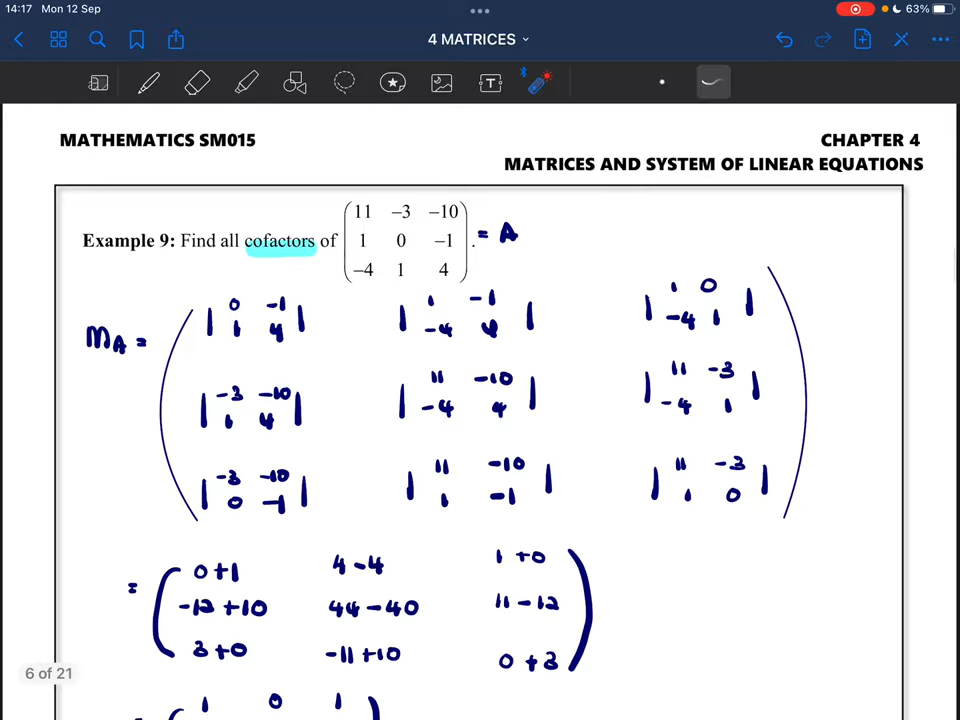 14:17 Mon 12 Sep 63%
4 MATRICES
MATHEMATICS SM015 CHAPTER 4
MATRICES AND SYSTEM OF LINEAR EQUATIONS
11 -3 -10
Example 9: Find all cofactors of 1 0 -1 . = A
-4 1 4
MA =
|0 -1| |1 -1| |1 0|
|1 4| |-4 4| |-4 1|
|-3 -10| |11 -10| |11 -3|
|1 4| |-4 4| |-4 1|
|-3 -10| |11 -10| |11 -3|
|0 -1| |1 -1| |1 0|
= 0+1 4-4 1+0
-12+10 44-40 11-12
3+0 -11+10 0+3
6 of 21
1 0 1